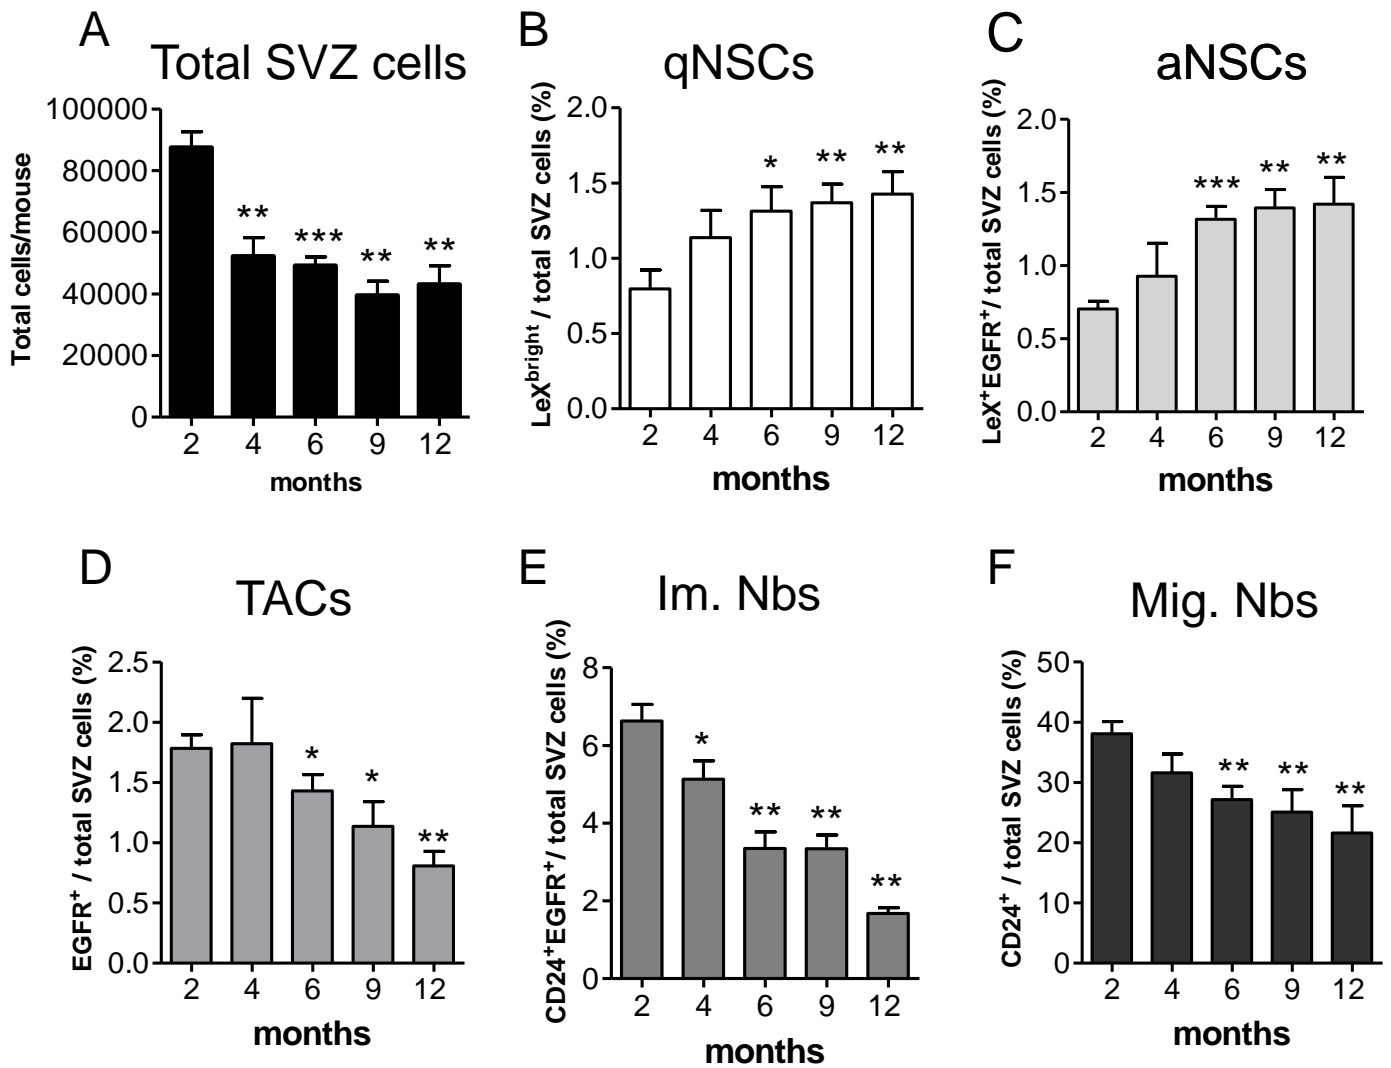 A
Total SVZ cells
Total cells/mouse
100000
80000
60000
40000
20000
0
** *** ** **
2 4 6 9 12
months
B
qNSCs
LeX^bright / total SVZ cells (%)
2.0
1.5
1.0
0.5
0.0
* ** **
2 4 6 9 12
months
C
aNSCs
LeX⁺EGFR⁺/ total SVZ cells (%)
2.0
1.5
1.0
0.5
0.0
*** ** **
2 4 6 9 12
months
D
TACs
EGFR⁺ / total SVZ cells (%)
2.5
2.0
1.5
1.0
0.5
0.0
* * **
2 4 6 9 12
months
E
Im. Nbs
CD24⁺EGFR⁺/ total SVZ cells (%)
8
6
4
2
0
* ** ** **
2 4 6 9 12
months
F
Mig. Nbs
CD24⁺ / total SVZ cells (%)
50
40
30
20
10
0
** ** **
2 4 6 9 12
months